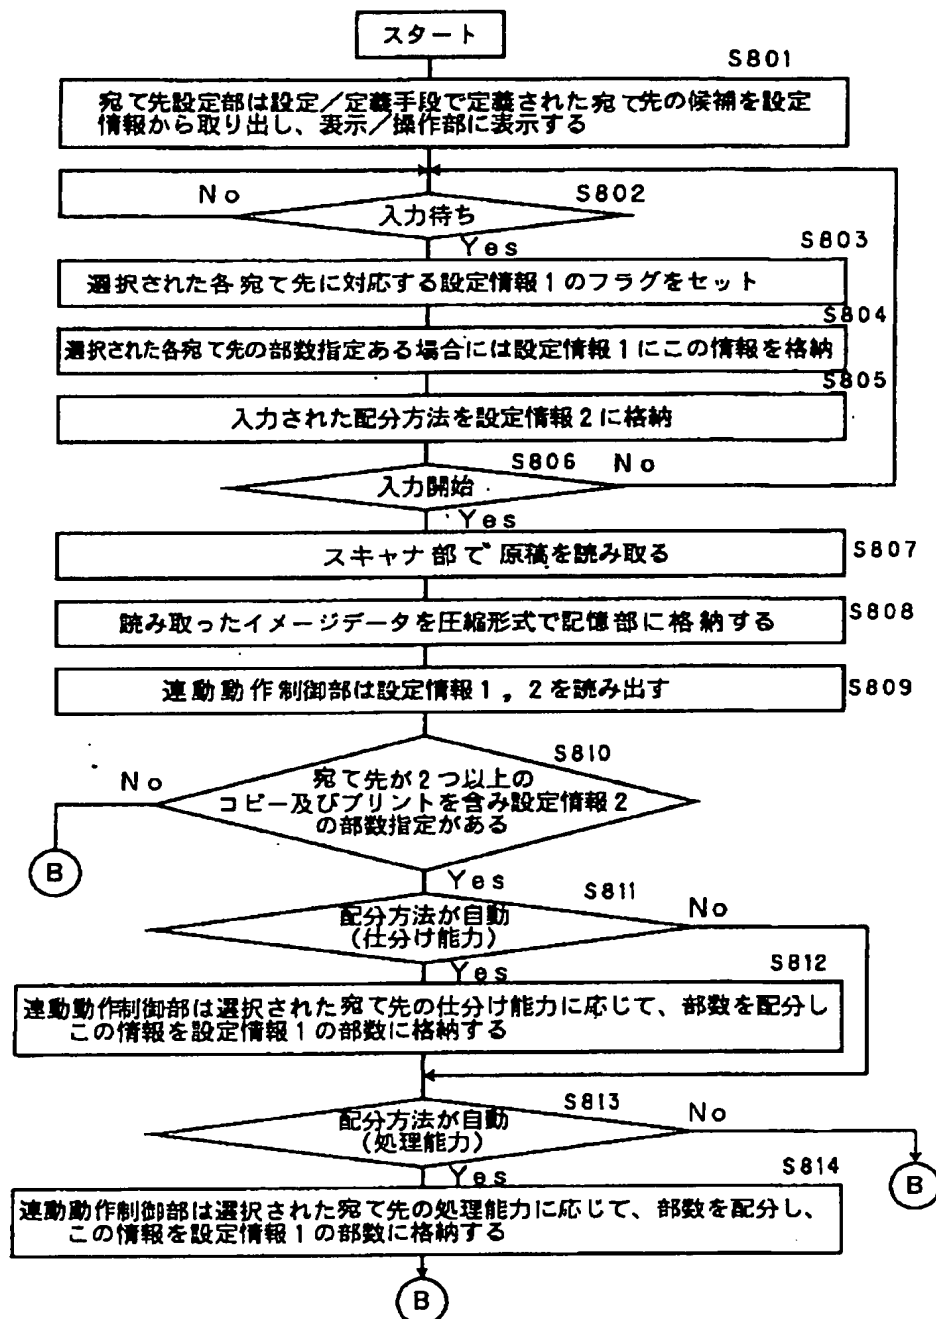 スタート
S801
宛て先設定部は設定／定義手段で定義された宛て先の候補を設定
情報から取り出し、表示／操作部に表示する
No
S802
入力待ち
Yes
S803
選択された各宛て先に対応する設定情報1のフラグをセット
S804
選択された各宛て先の部数指定ある場合には設定情報1にこの情報を格納
S805
入力された配分方法を設定情報2に格納
S806
No
入力開始
Yes
スキャナ部で原稿を読み取る
S807
読み取ったイメージデータを圧縮形式で記憶部に格納する
S808
連動動作制御部は設定情報1，2を読み出す
S809
S810
No
宛て先が2つ以上の
コピー及びプリントを含み設定情報2
の部数指定がある
B
Yes
S811
No
配分方法が自動
(仕分け能力)
Yes
S812
連動動作制御部は選択された宛て先の仕分け能力に応じて、部数を配分し
この情報を設定情報1の部数に格納する
S813
No
配分方法が自動
(処理能力)
Yes
S814
B
連動動作制御部は選択された宛て先の処理能力に応じて、部数を配分し、
この情報を設定情報1の部数に格納する
B